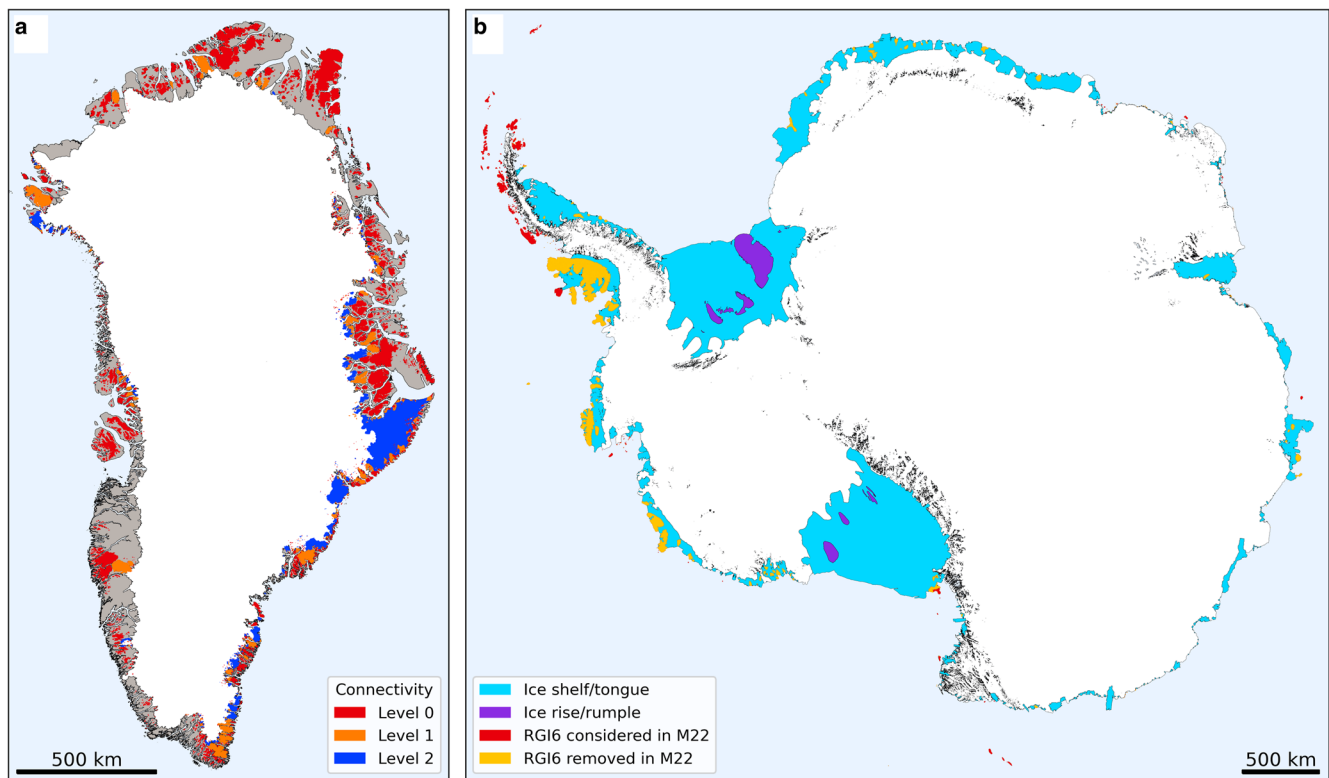 a
Connectivity
Level 0
Level 1
Level 2
500 km
b
Ice shelf/tongue
Ice rise/rumple
RGI6 considered in M22
RGI6 removed in M22
500 km